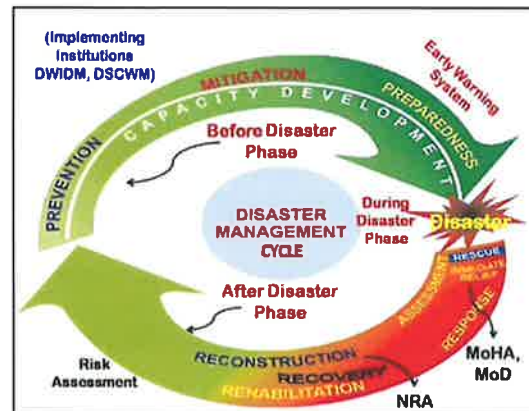 (Implementing
Institutions
DWIDM, DSCWM)
Early Warning
System
MITIGATION
CAPACITY DEVELOPMENT
PREVENTION
PREPAREDNESS
Before Disaster
Phase
During
Disaster
Phase
Disaster
DISASTER
MANAGEMENT
CYCLE
RESCUE
IMMEDIATE
RELIEF
ASSESSMENT
RESPONSE
After Disaster
Phase
MoHA,
MoD
Risk
Assessment
RECONSTRUCTION
RECOVERY
RENABILITATION
NRA